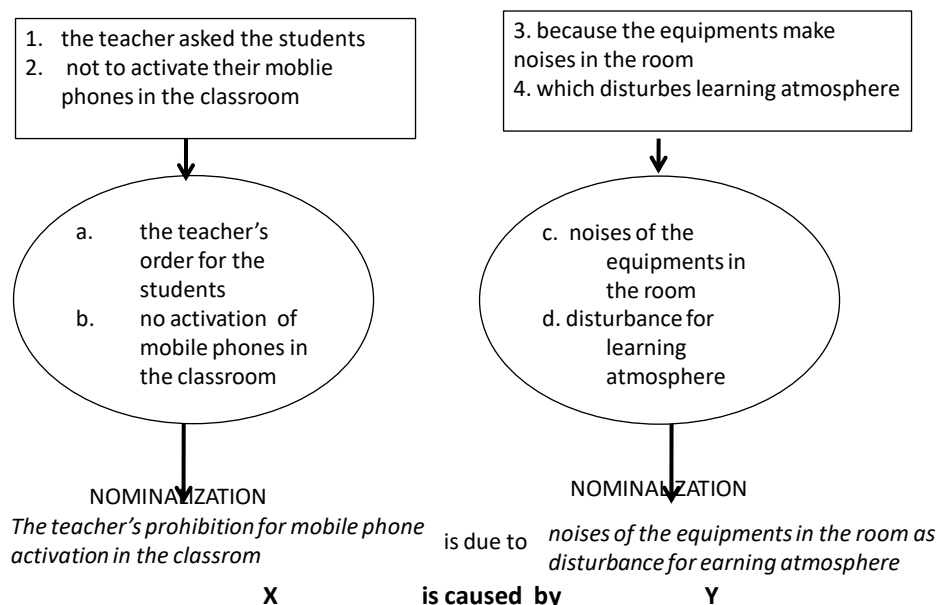 1. the teacher asked the students
2. not to activate their moblie
phones in the classroom
3. because the equipments make
noises in the room
4. which disturbes learning atmosphere
a. the teacher's
order for the
students
b. no activation of
mobile phones in
the classroom
c. noises of the
equipments in
the room
d. disturbance for
learning
atmosphere
NOMINALIZATION
The teacher's prohibition for mobile phone
activation in the classrom
is due to
NOMINALIZATION
noises of the equipments in the room as
disturbance for earning atmosphere
X is caused by Y